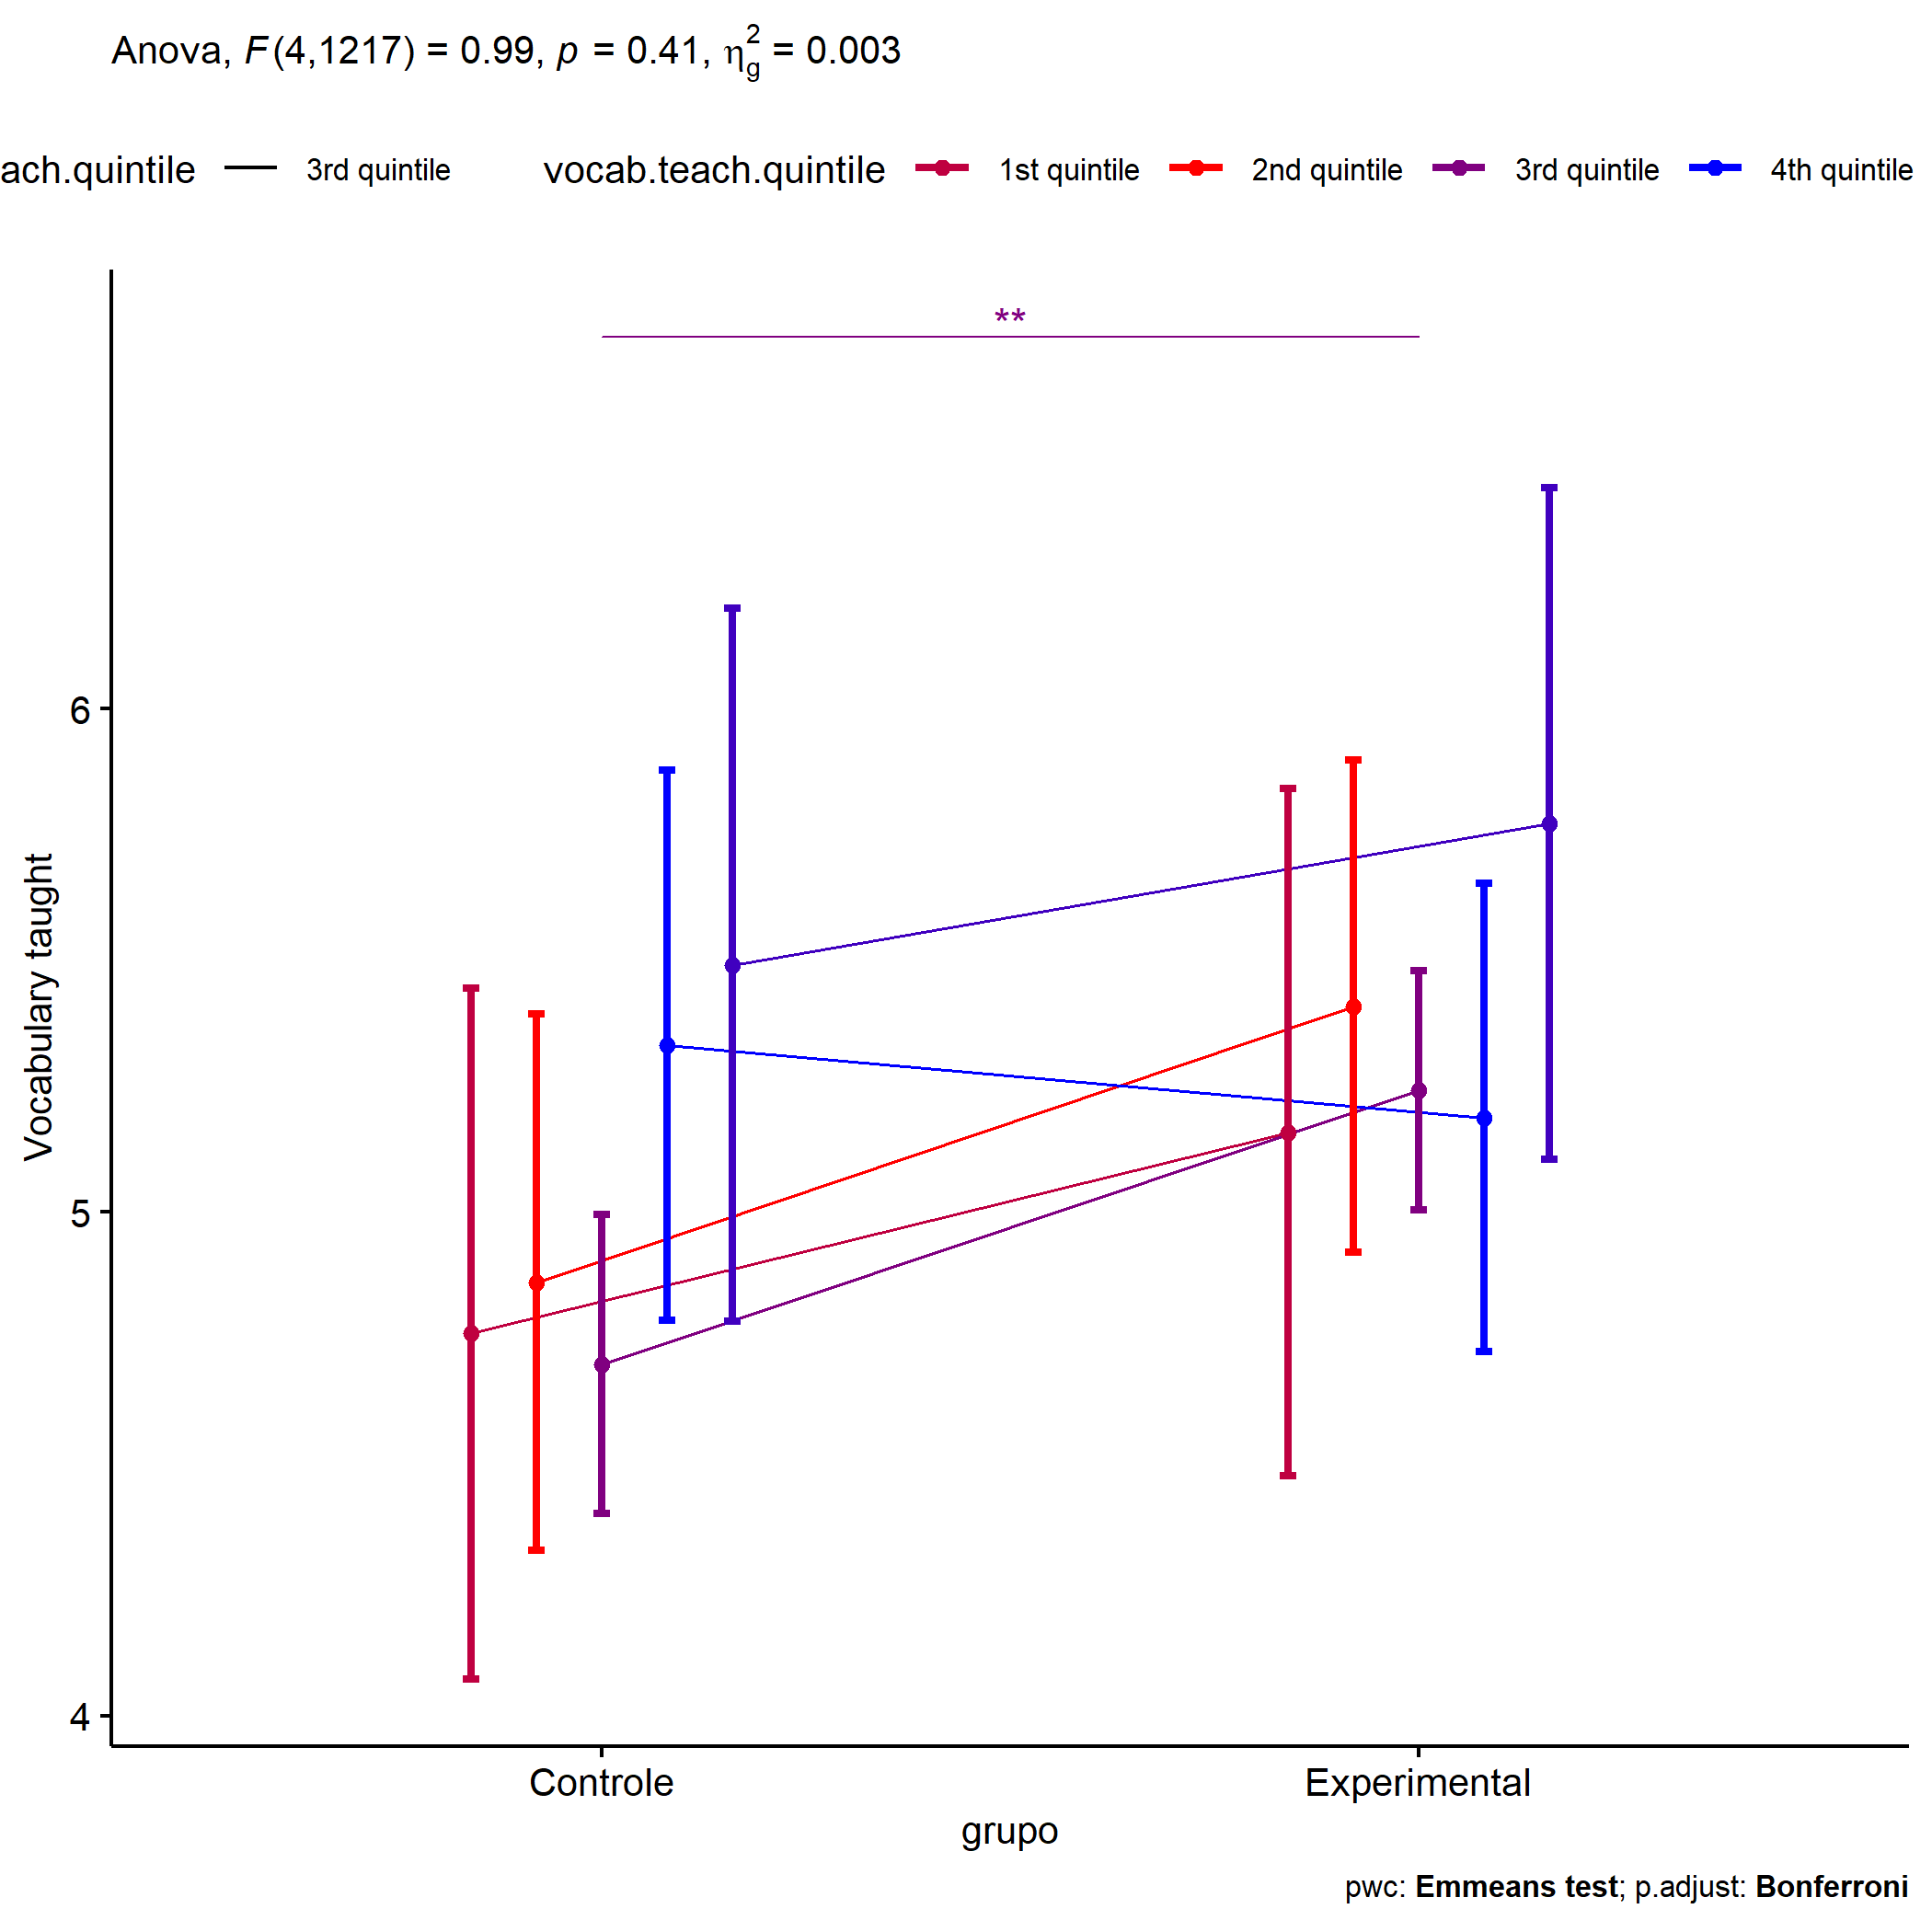 Anova, F(4,1217) = 0.99, p = 0.41, η²g = 0.003
ach.quintile 3rd quintile vocab.teach.quintile 1st quintile 2nd quintile 3rd quintile 4th quintile
**
6
5
4
Vocabulary taught
Controle Experimental
grupo
pwc: Emmeans test; p.adjust: Bonferroni